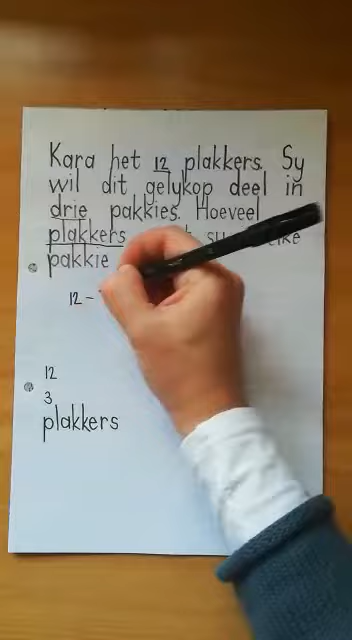 Kara het 12 plakkers. Sy
wil dit gelykop deel in
drie pakkies. Hoeveel
plakkers
pakkie
12 -
12
3
plakkers